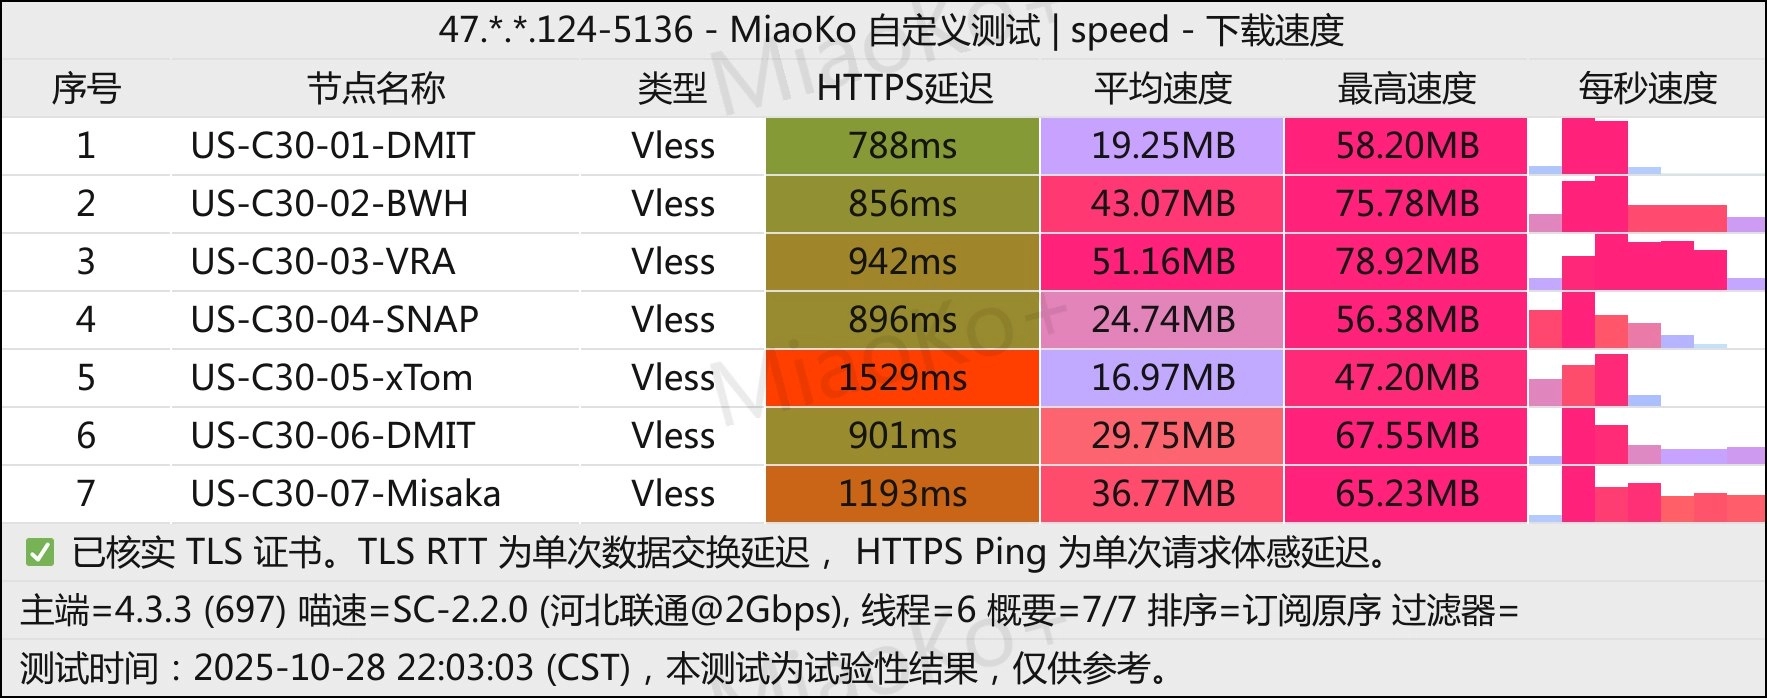 47.*.*.124-5136 - MiaoKo 自定义测试 | speed - 下载速度
序号 节点名称 类型 HTTPS延迟 平均速度 最高速度 每秒速度
1 US-C30-01-DMIT Vless 788ms 19.25MB 58.20MB
2 US-C30-02-BWH Vless 856ms 43.07MB 75.78MB
3 US-C30-03-VRA Vless 942ms 51.16MB 78.92MB
4 US-C30-04-SNAP Vless 896ms 24.74MB 56.38MB
5 US-C30-05-xTom Vless 1529ms 16.97MB 47.20MB
6 US-C30-06-DMIT Vless 901ms 29.75MB 67.55MB
7 US-C30-07-Misaka Vless 1193ms 36.77MB 65.23MB
✅ 已核实 TLS 证书。TLS RTT 为单次数据交换延迟，HTTPS Ping 为单次请求体感延迟。
主端=4.3.3 (697) 喵速=SC-2.2.0 (河北联通@2Gbps), 线程=6 概要=7/7 排序=订阅原序 过滤器=
测试时间：2025-10-28 22:03:03 (CST)，本测试为试验性结果，仅供参考。
MiaoKo+
MiaoKo+
MiaoKo+